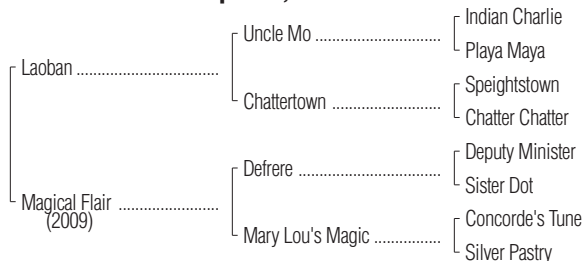 Indian Charlie
Uncle Mo ........................
Playa Maya
Laoban ...................................
Speightstown
Chattertown ....................
Chatter Chatter
Deputy Minister
Defrere ...........................
Sister Dot
Magical Flair .........................
(2009)
Concorde's Tune
Mary Lou's Magic ...............
Silver Pastry